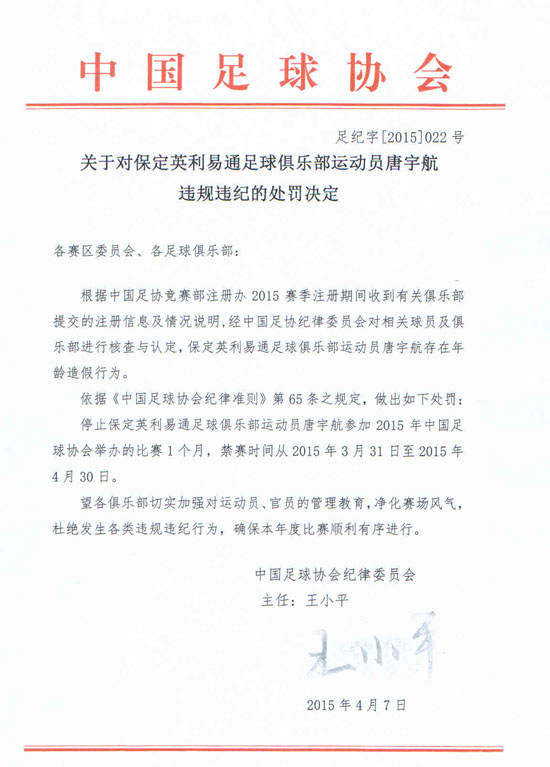 中国足球协会
足纪字[2015]022号
关于对保定英利易通足球俱乐部运动员唐宇航
违规违纪的处罚决定
各赛区委员会、各足球俱乐部：
根据中国足协竞赛部注册办 2015 赛季注册期间收到有关俱乐部
提交的注册信息及情况说明,经中国足协纪律委员会对相关球员及俱
乐部进行核查与认定,保定英利易通足球俱乐部运动员唐宇航存在年
龄造假行为。
依据《中国足球协会纪律准则》第 65 条之规定，做出如下处罚：
停止保定英利易通足球俱乐部运动员唐宇航参加 2015 年中国足
球协会举办的比赛 1 个月，禁赛时间从 2015 年 3 月 31 日至 2015 年
4 月 30 日。
望各俱乐部切实加强对运动员、官员的管理教育,净化赛场风气，
杜绝发生各类违规违纪行为，确保本年度比赛顺利有序进行。
中国足球协会纪律委员会
主任：王小平
王小平
2015 年 4 月 7 日